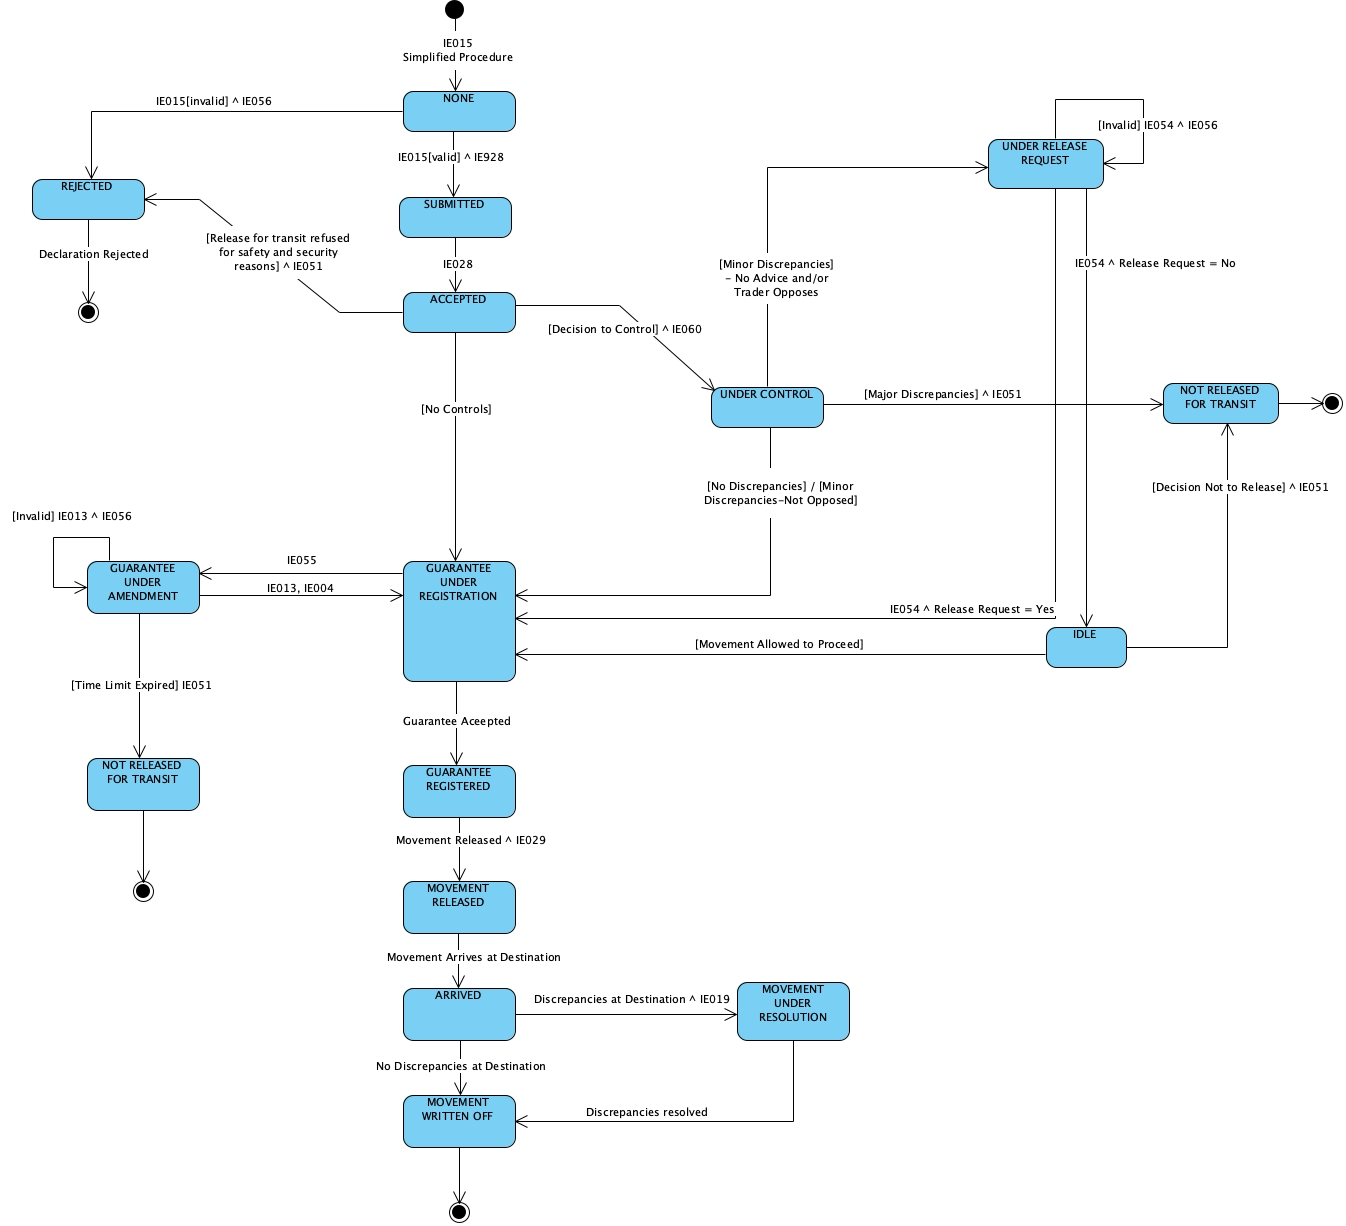 IE015
Simplified Procedure
NONE
IE015[invalid] ^ IE056
[Invalid] IE054 ^ IE056
UNDER RELEASE
REQUEST
IE015[valid] ^ IE928
REJECTED
SUBMITTED
[Release for transit refused
for safety and security
reasons] ^ IE051
Declaration Rejected
IE028
[Minor Discrepancies]
- No Advice and/or
Trader Opposes
IE054 ^ Release Request = No
ACCEPTED
[Decision to Control] ^ IE060
UNDER CONTROL
[Major Discrepancies] ^ IE051
NOT RELEASED
FOR TRANSIT
[No Controls]
[No Discrepancies] / [Minor
Discrepancies-Not Opposed]
[Decision Not to Release] ^ IE051
[Invalid] IE013 ^ IE056
GUARANTEE
UNDER
AMENDMENT
IE055
IE013, IE004
GUARANTEE
UNDER
REGISTRATION
IE054 ^ Release Request = Yes
IDLE
[Movement Allowed to Proceed]
[Time Limit Expired] IE051
Guarantee Aceepted
NOT RELEASED
FOR TRANSIT
GUARANTEE
REGISTERED
Movement Released ^ IE029
MOVEMENT
RELEASED
Movement Arrives at Destination
ARRIVED
Discrepancies at Destination ^ IE019
MOVEMENT
UNDER
RESOLUTION
No Discrepancies at Destination
MOVEMENT
WRITTEN OFF
Discrepancies resolved